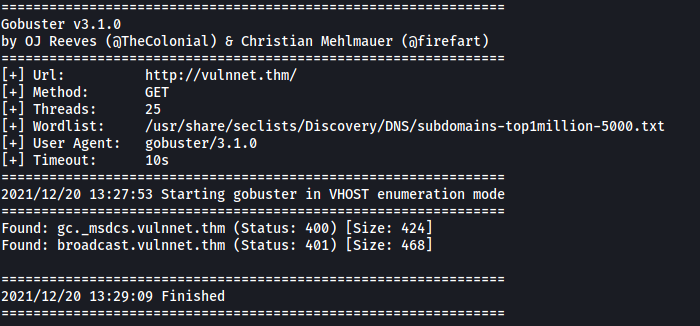 ===============================================================
Gobuster v3.1.0
by OJ Reeves (@TheColonial) & Christian Mehlmauer (@firefart)
===============================================================
[+] Url:          http://vulnnet.thm/
[+] Method:       GET
[+] Threads:      25
[+] Wordlist:     /usr/share/seclists/Discovery/DNS/subdomains-top1million-5000.txt
[+] User Agent:   gobuster/3.1.0
[+] Timeout:      10s
===============================================================
2021/12/20 13:27:53 Starting gobuster in VHOST enumeration mode
===============================================================
Found: gc._msdcs.vulnnet.thm (Status: 400) [Size: 424]
Found: broadcast.vulnnet.thm (Status: 401) [Size: 468]
===============================================================
2021/12/20 13:29:09 Finished
===============================================================